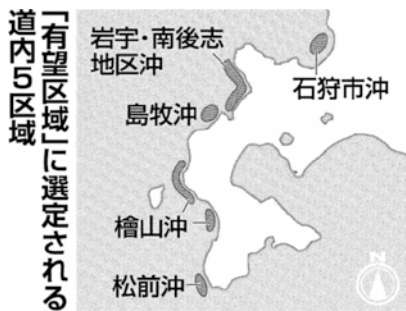 「有望区域」に選定される
道内5区域
岩宇・南後志
地区沖
石狩市沖
島牧沖
檜山沖
松前沖
N